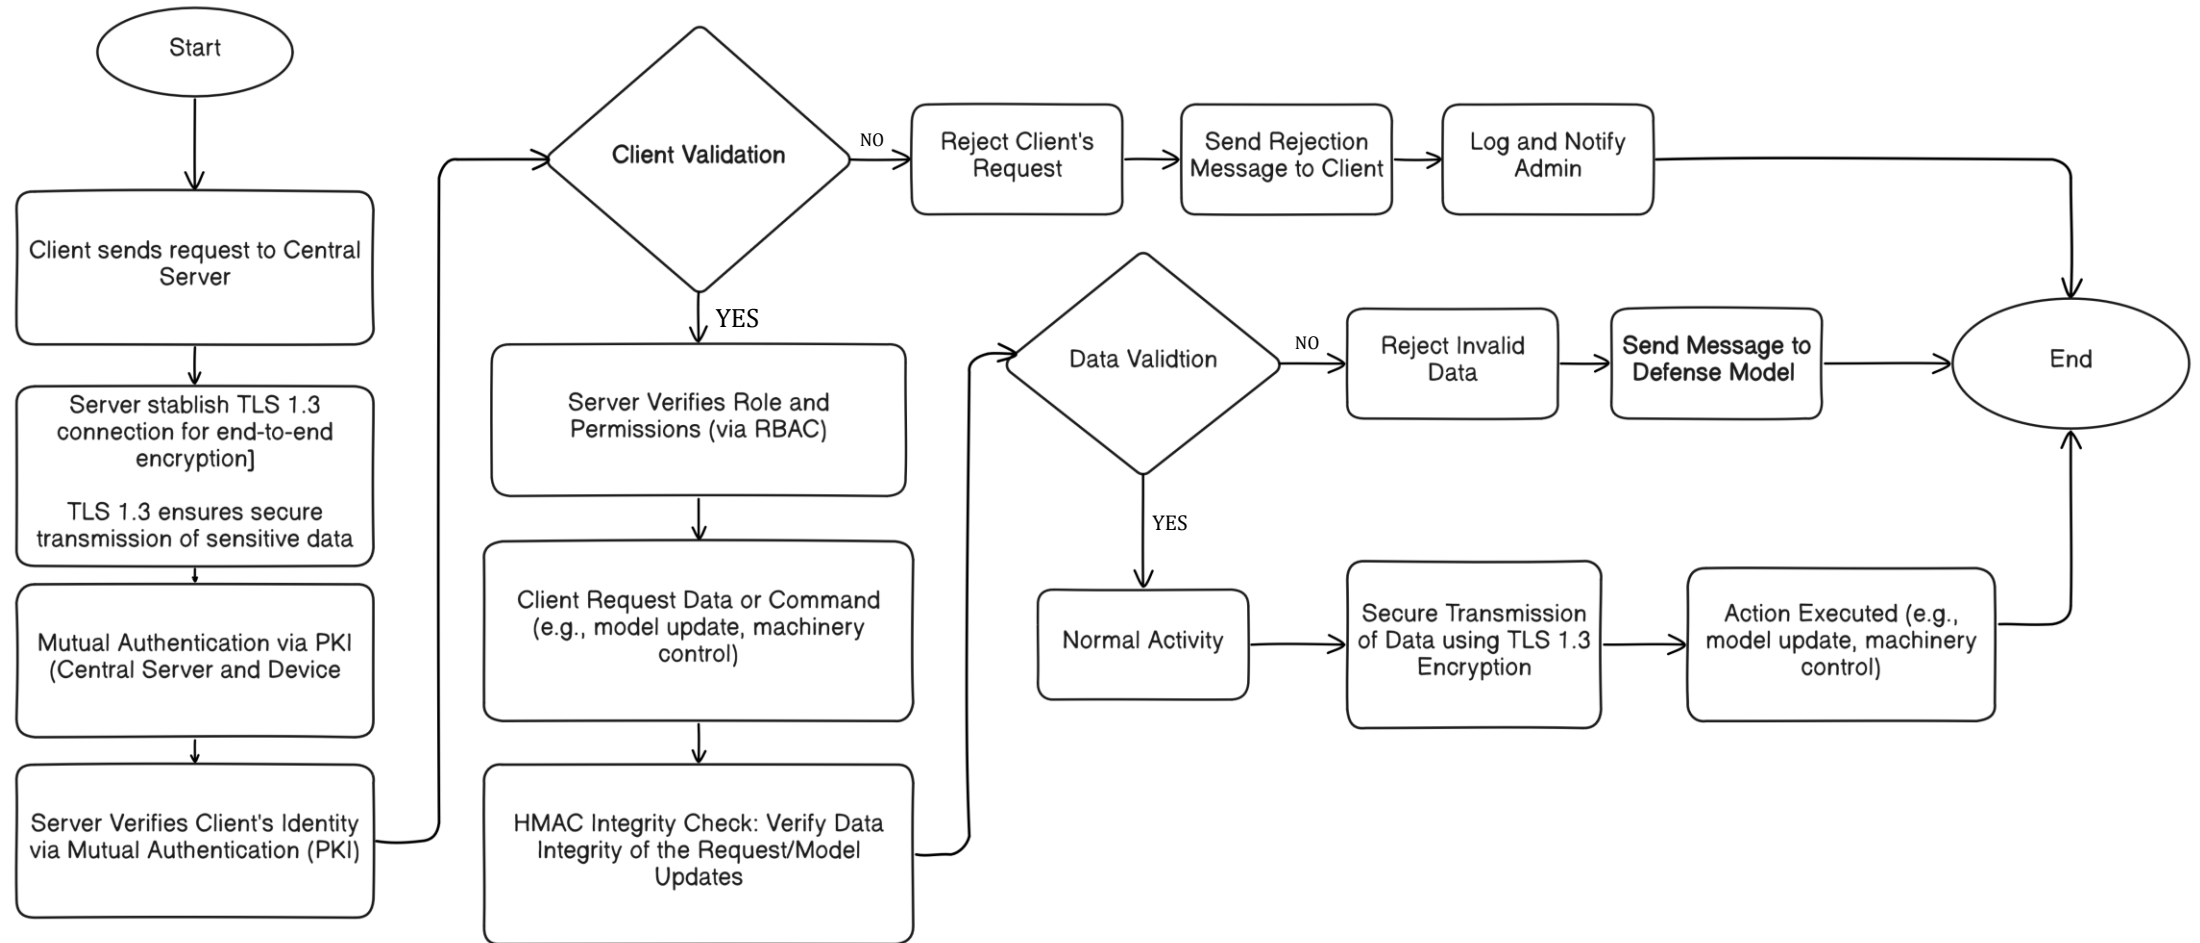 Start
Client sends request to Central
Server
Server stablish TLS 1.3
connection for end-to-end
encryption]
TLS 1.3 ensures secure
transmission of sensitive data
Mutual Authentication via PKI
(Central Server and Device
Server Verifies Client's Identity
via Mutual Authentication (PKI)
Client Validation
NO
Reject Client's
Request
Send Rejection
Message to Client
Log and Notify
Admin
YES
Server Verifies Role and
Permissions (via RBAC)
Client Request Data or Command
(e.g., model update, machinery
control)
HMAC Integrity Check: Verify Data
Integrity of the Request/Model
Updates
Data Validtion
NO
Reject Invalid
Data
Send Message to
Defense Model
End
YES
Normal Activity
Secure Transmission
of Data using TLS 1.3
Encryption
Action Executed (e.g.,
model update, machinery
control)